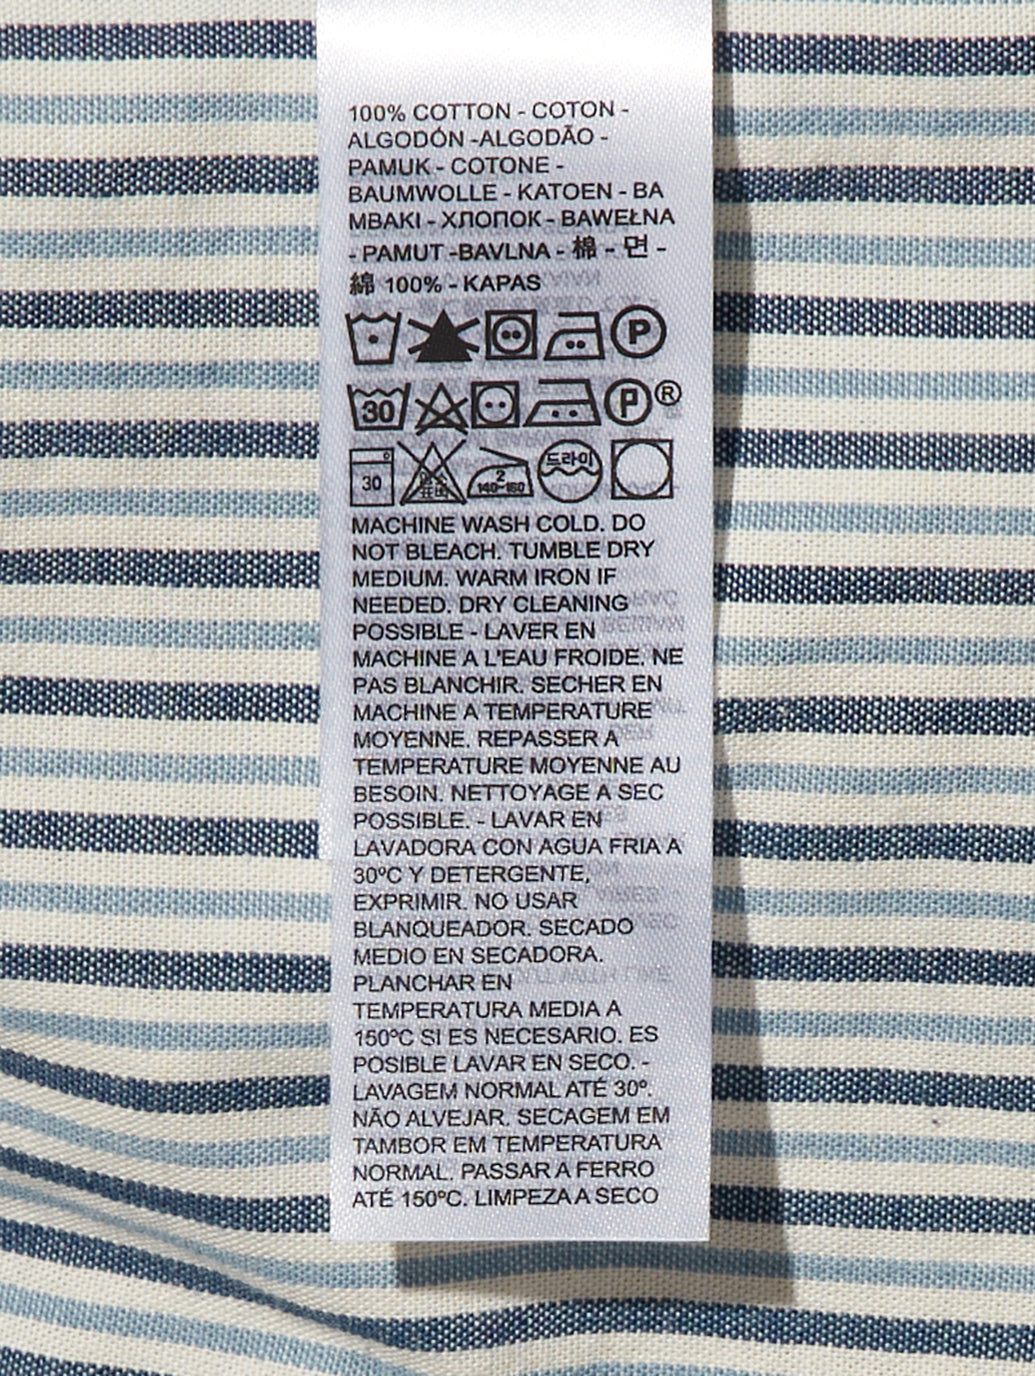 100% COTTON - COTON -
ALGODÓN -ALGODÃO -
PAMUK - COTONE -
BAUMWOLLE - KATOEN - BA
MBAKI - ХЛОПОК - BAWEŁNA
- PAMUT -BAVLNA - 棉 - 면 -
綿 100% - KAPAS
P
30 P ®
30 2 140-160 드라이
MACHINE WASH COLD. DO
NOT BLEACH. TUMBLE DRY
MEDIUM. WARM IRON IF
NEEDED. DRY CLEANING
POSSIBLE - LAVER EN
MACHINE A L'EAU FROIDE. NE
PAS BLANCHIR. SECHER EN
MACHINE A TEMPERATURE
MOYENNE. REPASSER A
TEMPERATURE MOYENNE AU
BESOIN. NETTOYAGE A SEC
POSSIBLE. - LAVAR EN
LAVADORA CON AGUA FRIA A
30ºC Y DETERGENTE,
EXPRIMIR. NO USAR
BLANQUEADOR. SECADO
MEDIO EN SECADORA.
PLANCHAR EN
TEMPERATURA MEDIA A
150ºC SI ES NECESARIO. ES
POSIBLE LAVAR EN SECO. -
LAVAGEM NORMAL ATÉ 30º.
NÃO ALVEJAR. SECAGEM EM
TAMBOR EM TEMPERATURA
NORMAL. PASSAR A FERRO
ATÉ 150ºC. LIMPEZA A SECO